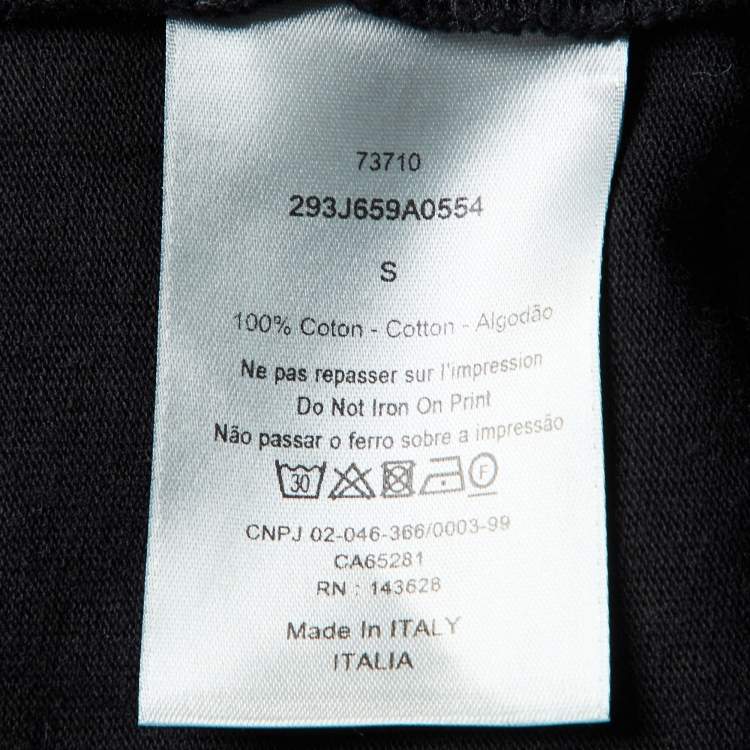 73710
293J659A0554
S
100% Coton - Cotton - Algodão
Ne pas repasser sur l'impression
Do Not Iron On Print
Não passar o ferro sobre a impressão
30 F
CNPJ 02-046-366/0003-99
CA65281
RN : 143628
Made In ITALY
ITALIA